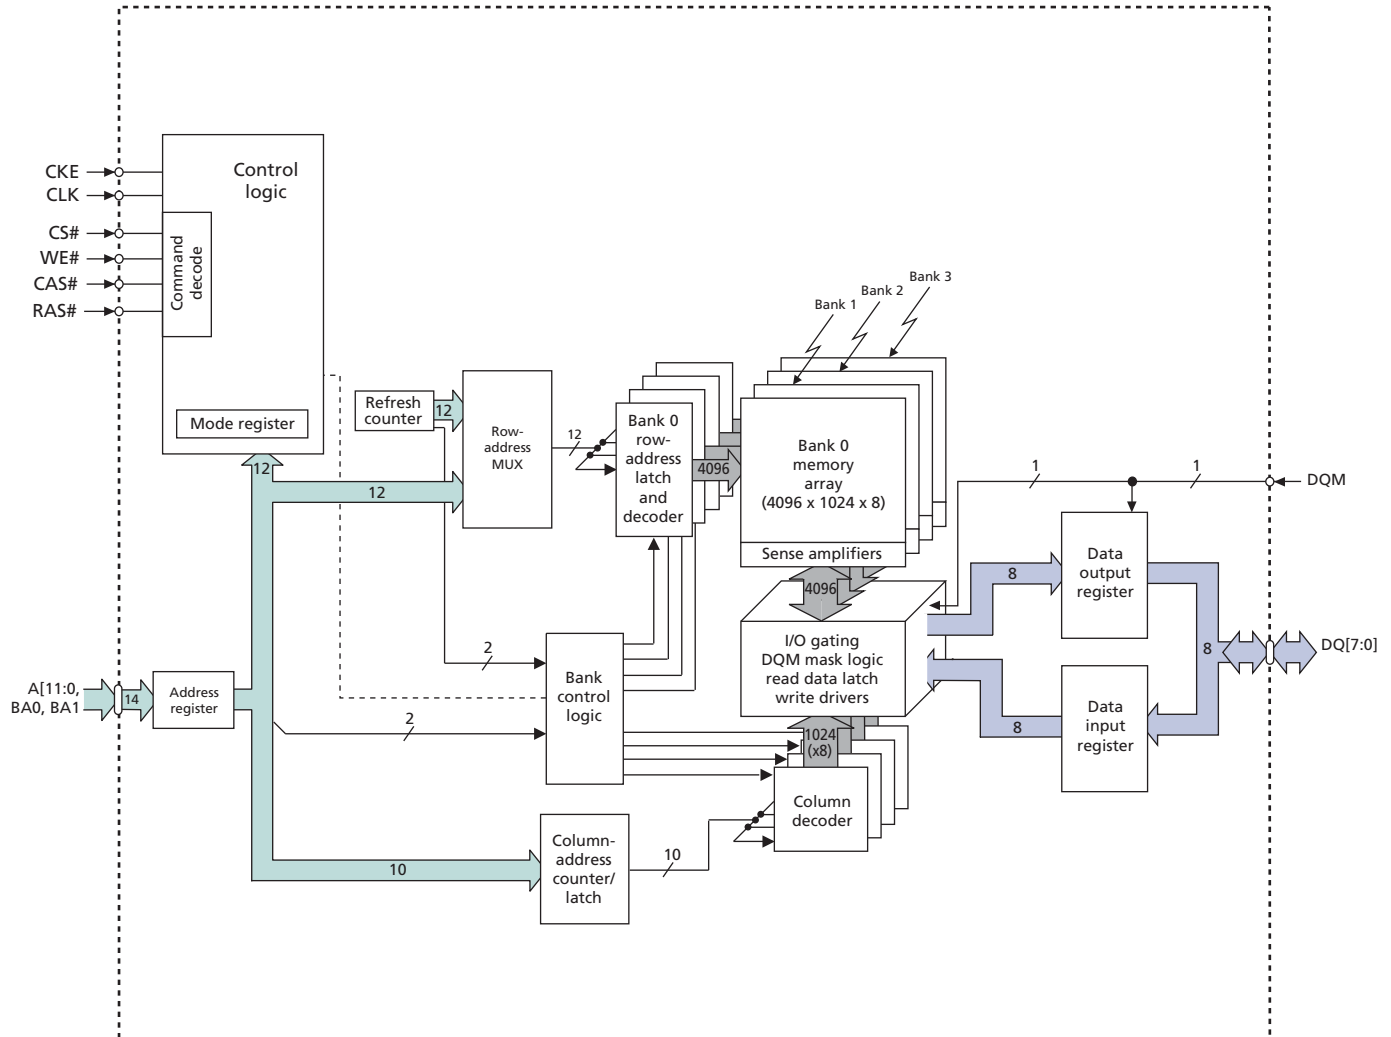 CKE
CLK
CS#
WE#
CAS#
RAS#
Control
logic
Command
decode
Mode register
Bank 3
Bank 2
Bank 1
Refresh
counter
12
Row-
address
MUX
12
Bank 0
row-
address
latch
and
decoder
4096
Bank 0
memory
array
(4096 x 1024 x 8)
Sense amplifiers
12
12
1
1
DQM
4096
Data
output
register
8
I/O gating
DQM mask logic
read data latch
write drivers
8
DQ[7:0]
2
Bank
control
logic
A[11:0,
BA0, BA1
14
Address
register
2
Data
input
register
8
1024
(x8)
Column
decoder
Column-
address
counter/
latch
10
10